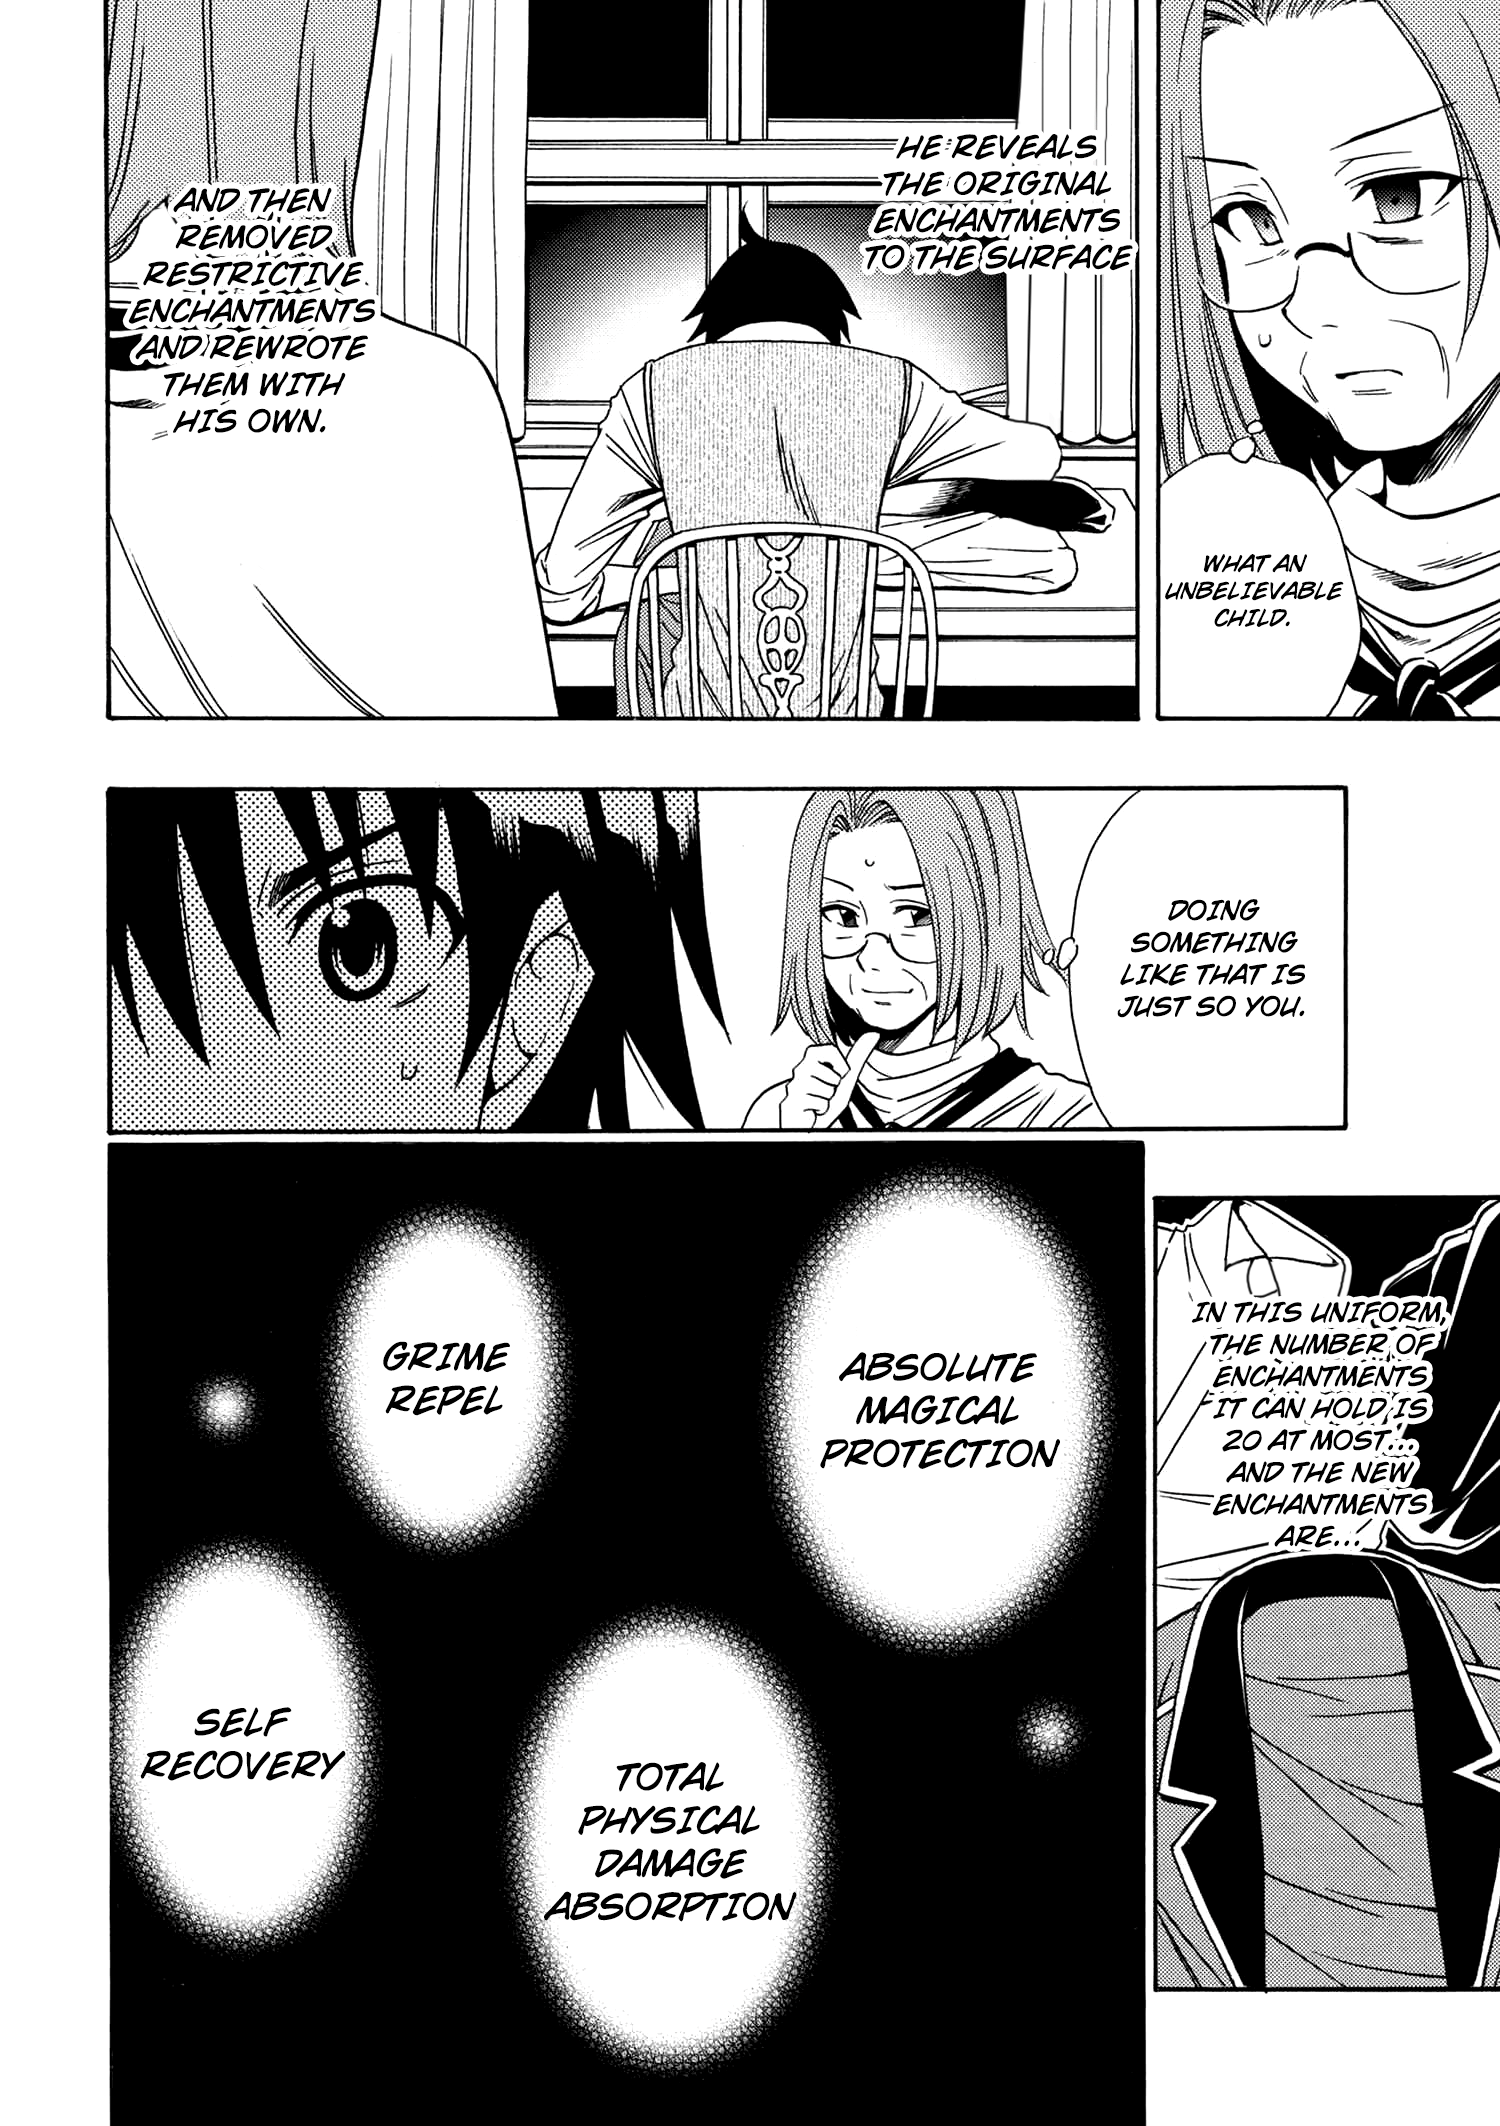 WHAT AN
UNBELIEVABLE
CHILD.
HE REVEALS
THE ORIGINAL
ENCHANTMENTS
TO THE SURFACE
AND THEN
REMOVED
RESTRICTIVE
ENCHANTMENTS
AND REWROTE
THEM WITH
HIS OWN.
DOING
SOMETHING
LIKE THAT IS
JUST SO YOU.
IN THIS UNIFORM,
THE NUMBER OF
ENCHANTMENTS
IT CAN HOLD IS
20 AT MOST...
AND THE NEW
ENCHANTMENTS
ARE...
ABSOLUTE
MAGICAL
PROTECTION
GRIME
REPEL
TOTAL
PHYSICAL
DAMAGE
ABSORPTION
SELF
RECOVERY